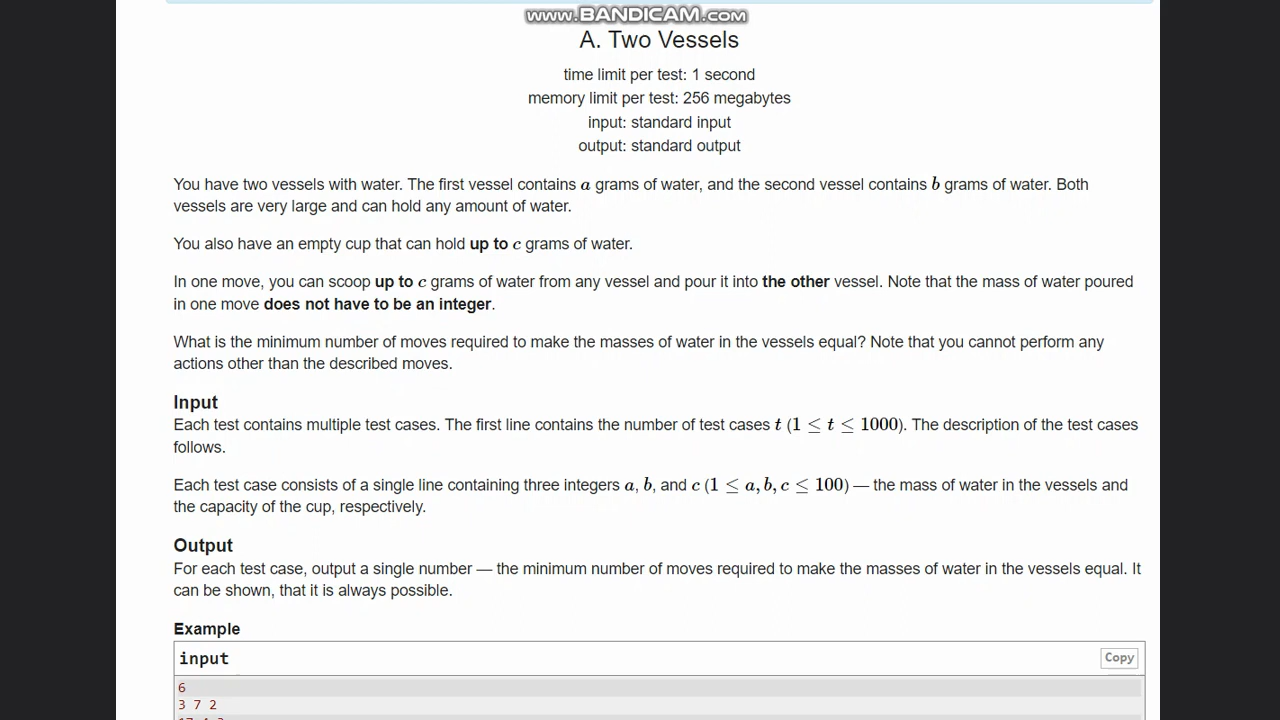 www.BANDICAM.com
A. Two Vessels
time limit per test: 1 second
memory limit per test: 256 megabytes
input: standard input
output: standard output
You have two vessels with water. The first vessel contains a grams of water, and the second vessel contains b grams of water. Both
vessels are very large and can hold any amount of water.
You also have an empty cup that can hold up to c grams of water.
In one move, you can scoop up to c grams of water from any vessel and pour it into the other vessel. Note that the mass of water poured
in one move does not have to be an integer.
What is the minimum number of moves required to make the masses of water in the vessels equal? Note that you cannot perform any
actions other than the described moves.
Input
Each test contains multiple test cases. The first line contains the number of test cases t (1 ≤ t ≤ 1000). The description of the test cases
follows.
Each test case consists of a single line containing three integers a, b, and c (1 ≤ a, b, c ≤ 100) — the mass of water in the vessels and
the capacity of the cup, respectively.
Output
For each test case, output a single number — the minimum number of moves required to make the masses of water in the vessels equal. It
can be shown, that it is always possible.
Example
input
Copy
6
3 7 2